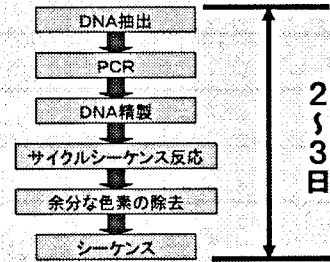 DNA抽出
PCR
DNA精製
サイクルシーケンス反応
余分な色素の除去
シーケンス
2～3日